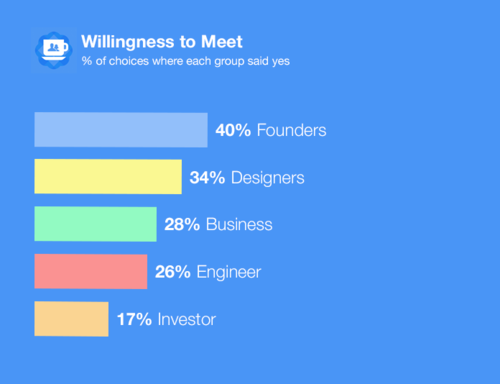 Willingness to Meet
% of choices where each group said yes
40% Founders
34% Designers
28% Business
26% Engineer
17% Investor